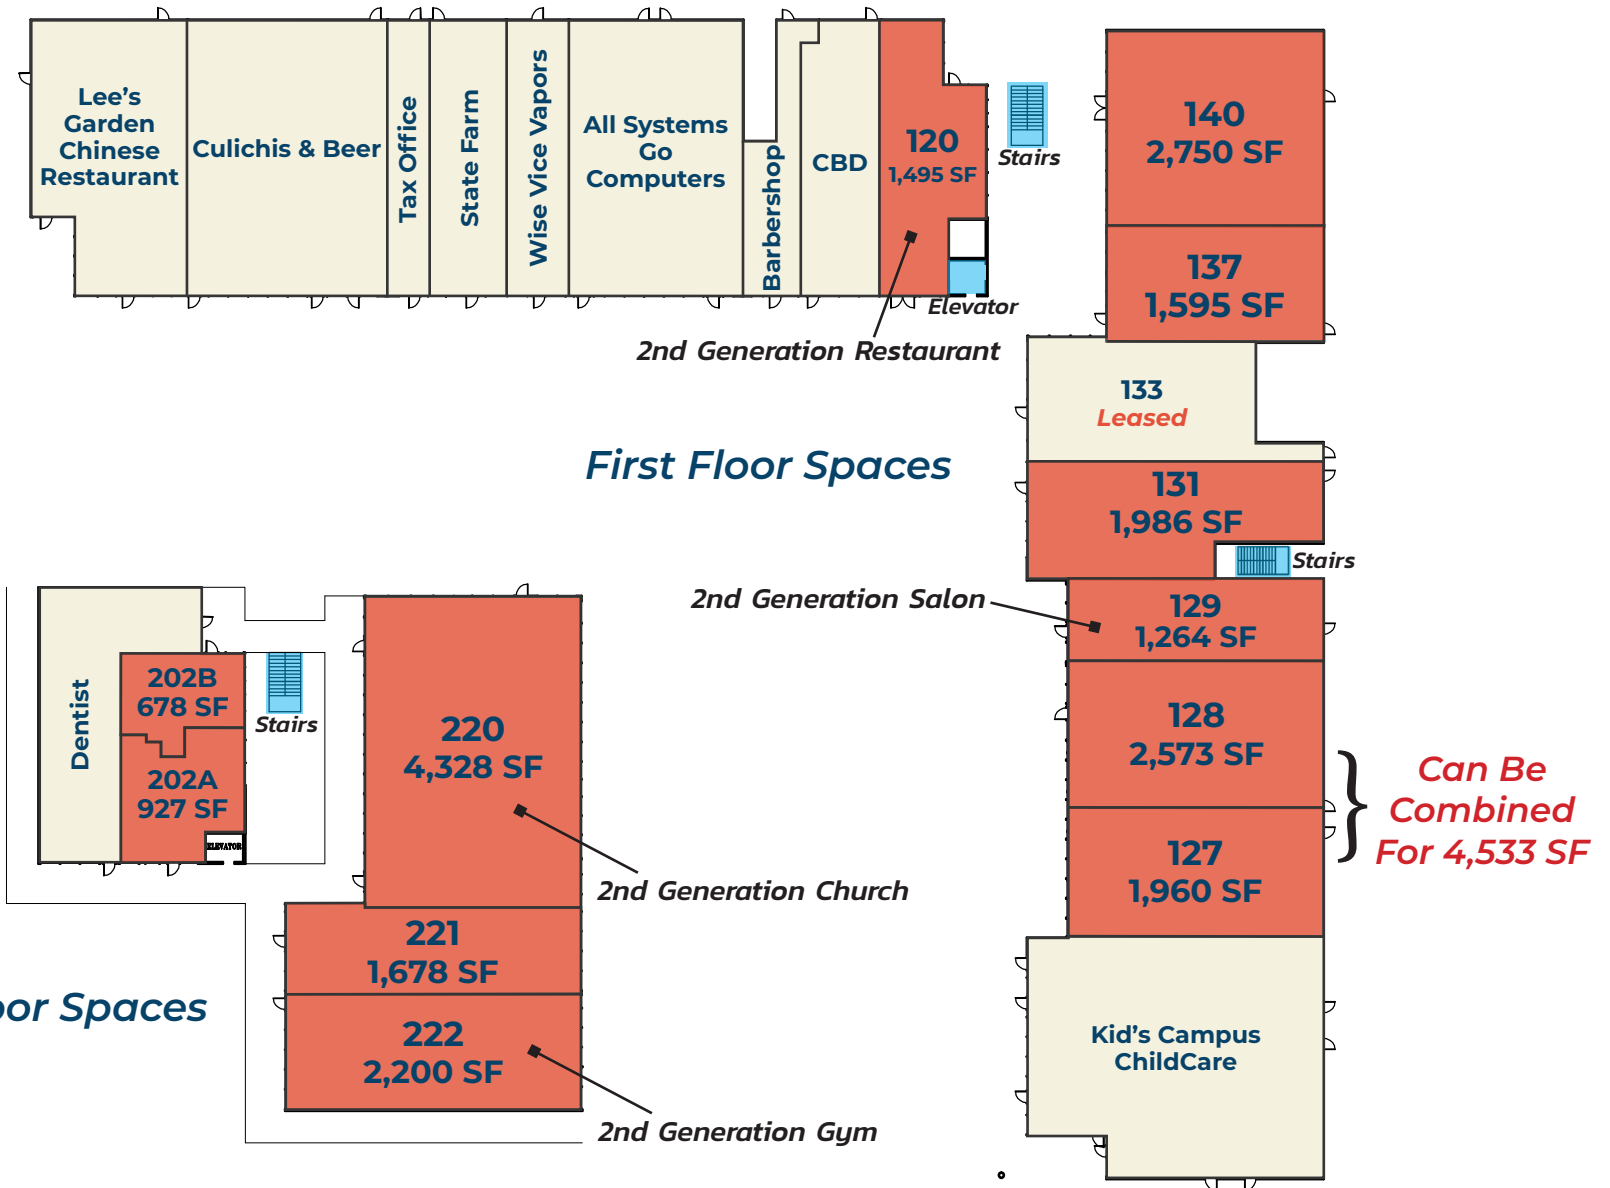 Lee's
Garden
Chinese
Restaurant
Culichis & Beer
Tax Office
State Farm
Wise Vice Vapors
All Systems
Go
Computers
Barbershop
CBD
120
1,495 SF
Stairs
Elevator
2nd Generation Restaurant
140
2,750 SF
137
1,595 SF
133
Leased
First Floor Spaces
131
1,986 SF
Stairs
2nd Generation Salon
129
1,264 SF
128
2,573 SF
127
1,960 SF
Can Be
Combined
For 4,533 SF
Kid's Campus
ChildCare
Dentist
202B
678 SF
202A
927 SF
ELEVATOR
Stairs
220
4,328 SF
2nd Generation Church
221
1,678 SF
222
2,200 SF
2nd Generation Gym
oor Spaces